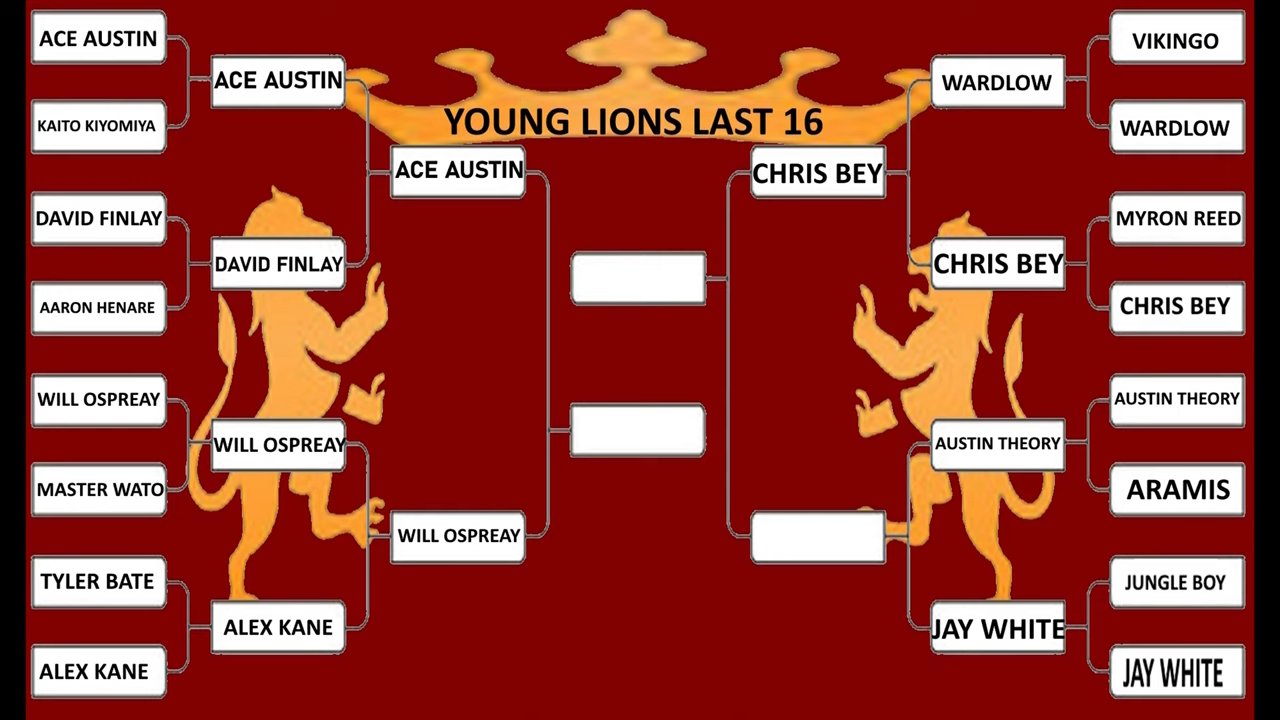 YOUNG LIONS LAST 16
ACE AUSTIN
KAITO KIYOMIYA
DAVID FINLAY
AARON HENARE
WILL OSPREAY
MASTER WATO
TYLER BATE
ALEX KANE
ACE AUSTIN
DAVID FINLAY
WILL OSPREAY
ALEX KANE
ACE AUSTIN
WILL OSPREAY
CHRIS BEY
WARDLOW
CHRIS BEY
AUSTIN THEORY
JAY WHITE
VIKINGO
WARDLOW
MYRON REED
CHRIS BEY
AUSTIN THEORY
ARAMIS
JUNGLE BOY
JAY WHITE